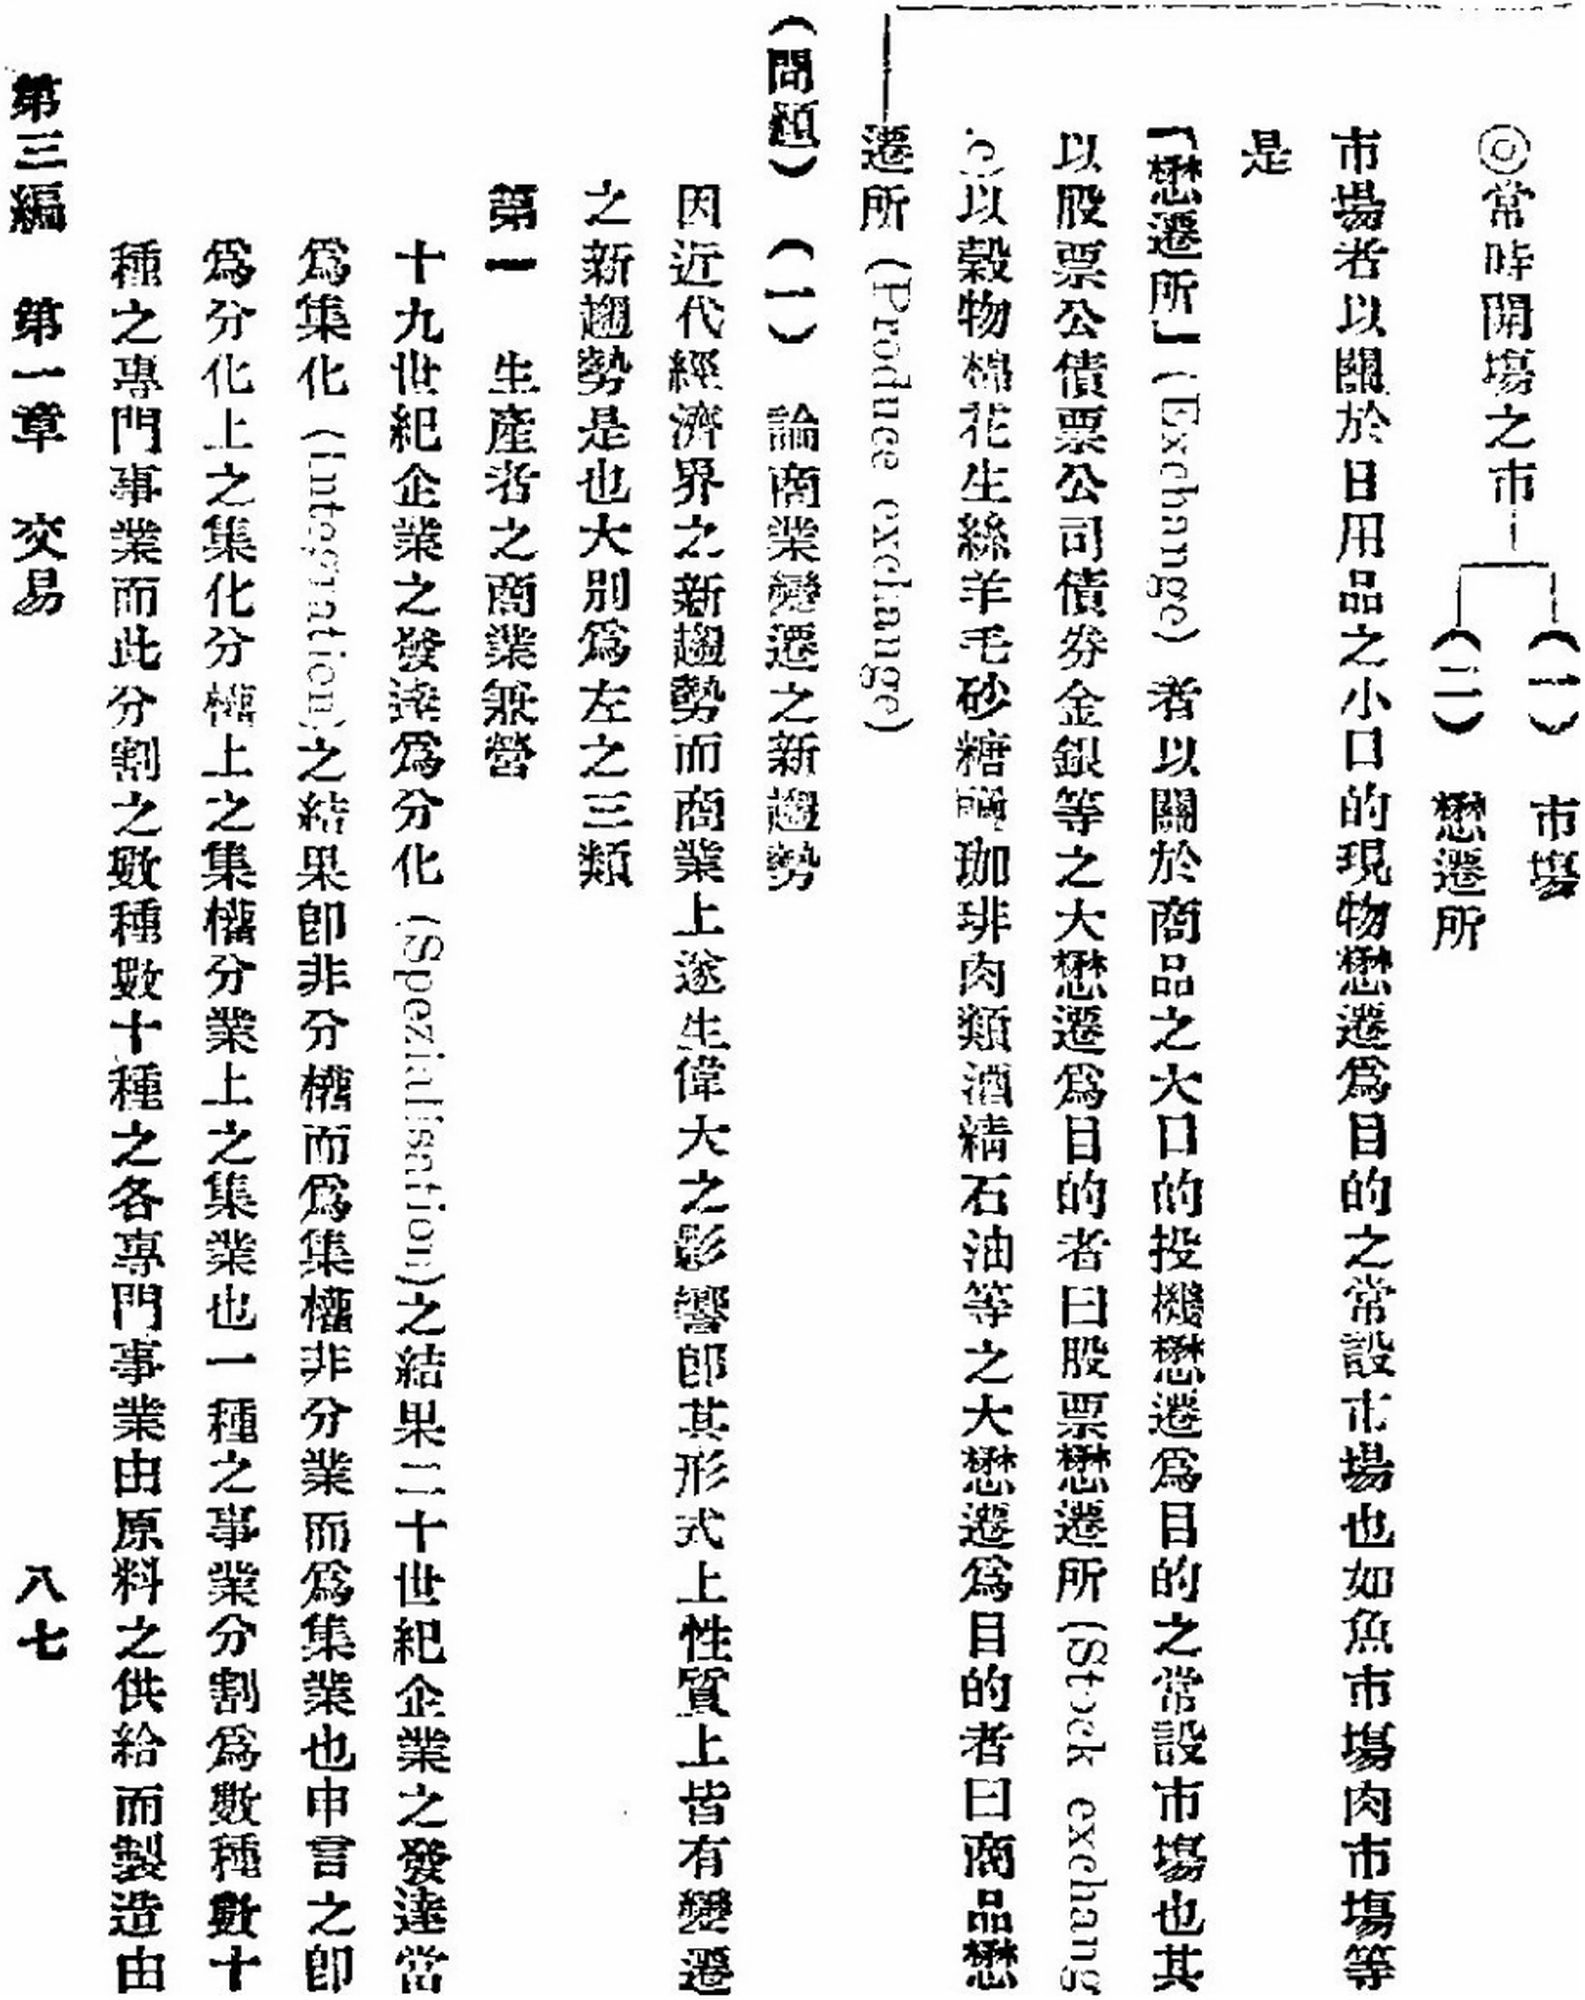 ◎常時開場之市
(一)　市場
(二)　懋遷所
市場者以關於日用品之小口的現物懋遷爲目的之常設市場也如魚市場肉市場等
是
【懋遷所】(Exchange)者以關於商品之大口的投機懋遷爲目的之常設市場也其
以股票公債票公司債券金銀等之大懋遷爲目的者曰股票懋遷所(Stock exchang
e)以穀物棉花生絲羊毛砂糖珈琲肉類酒精石油等之大懋遷爲目的者曰商品懋
遷所(Produce exchange)
(問題)　(一)　論商業變遷之新趨勢
因近代經濟界之新趨勢而商業上遂生偉大之影響卽其形式上性質上皆有變遷
之新趨勢是也大別爲左之三類
第一　生產者之商業兼營
十九世紀企業之發達爲分化(Spezialisation)之結果二十世紀企業之發達當
爲集化(Integration)之結果卽非分權而爲集權非分業而爲集業也申言之卽
爲分化上之集化分權上之集權分業上之集業也一種之事業分割爲數種數十
種之專門事業而此分割之數種數十種之各專門事業由原料之供給而製造由
第三編　第一章　交易　八七